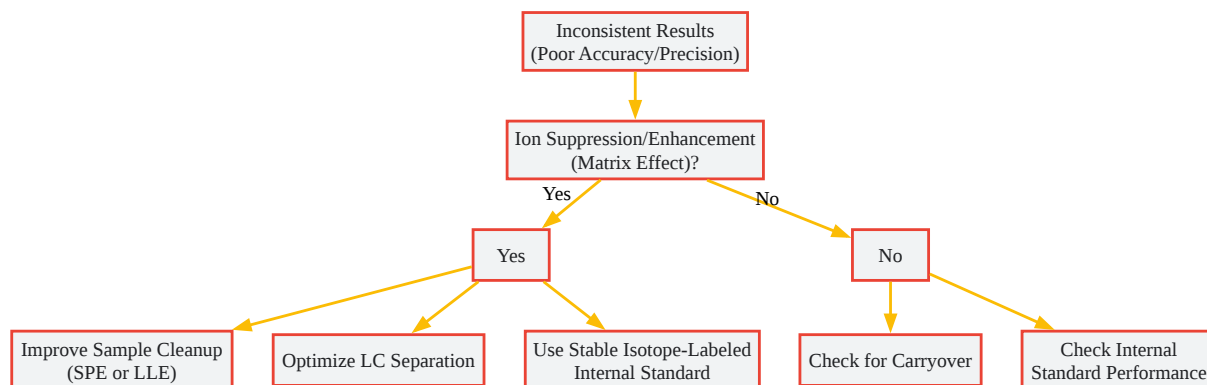 Inconsistent Results
(Poor Accuracy/Precision)
Ion Suppression/Enhancement
(Matrix Effect)?
Yes
No
Yes
No
Improve Sample Cleanup
(SPE or LLE)
Optimize LC Separation
Use Stable Isotope-Labeled
Internal Standard
Check for Carryover
Check Internal
Standard Performance